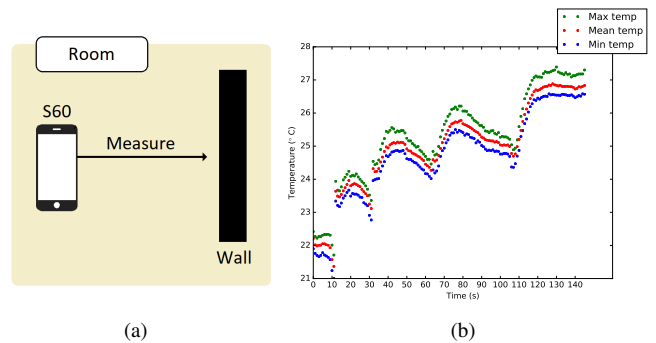 Room
S60
Measure
Wall
(a)
Max temp
Mean temp
Min temp
28
27
26
25
24
23
22
21
Temperature (° C)
0 10 20 30 40 50 60 70 80 90 100 110 120 130 140
Time (s)
(b)